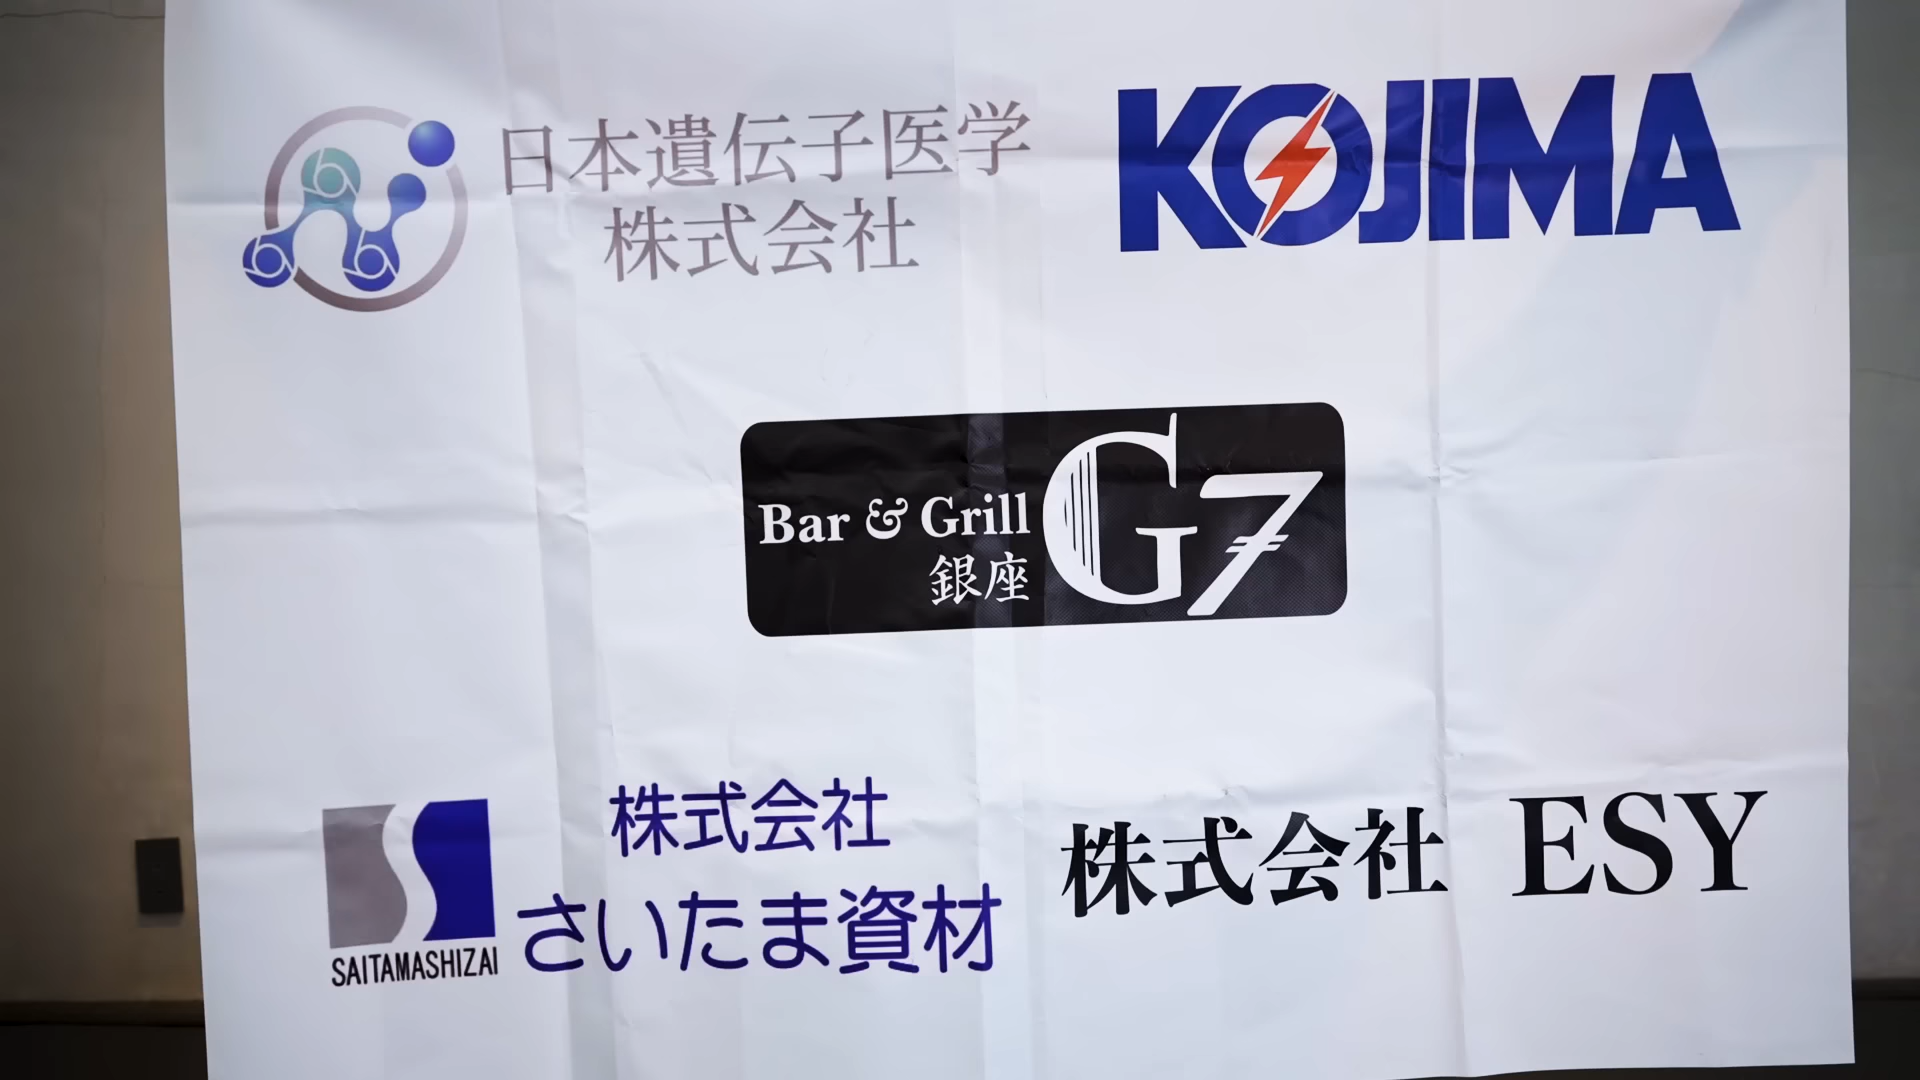 日本遺伝子医学
株式会社
KOJIMA
Bar & Grill
銀座
G7
株式会社
さいたま資材
SAITAMASHIZAI
株式会社 ESY